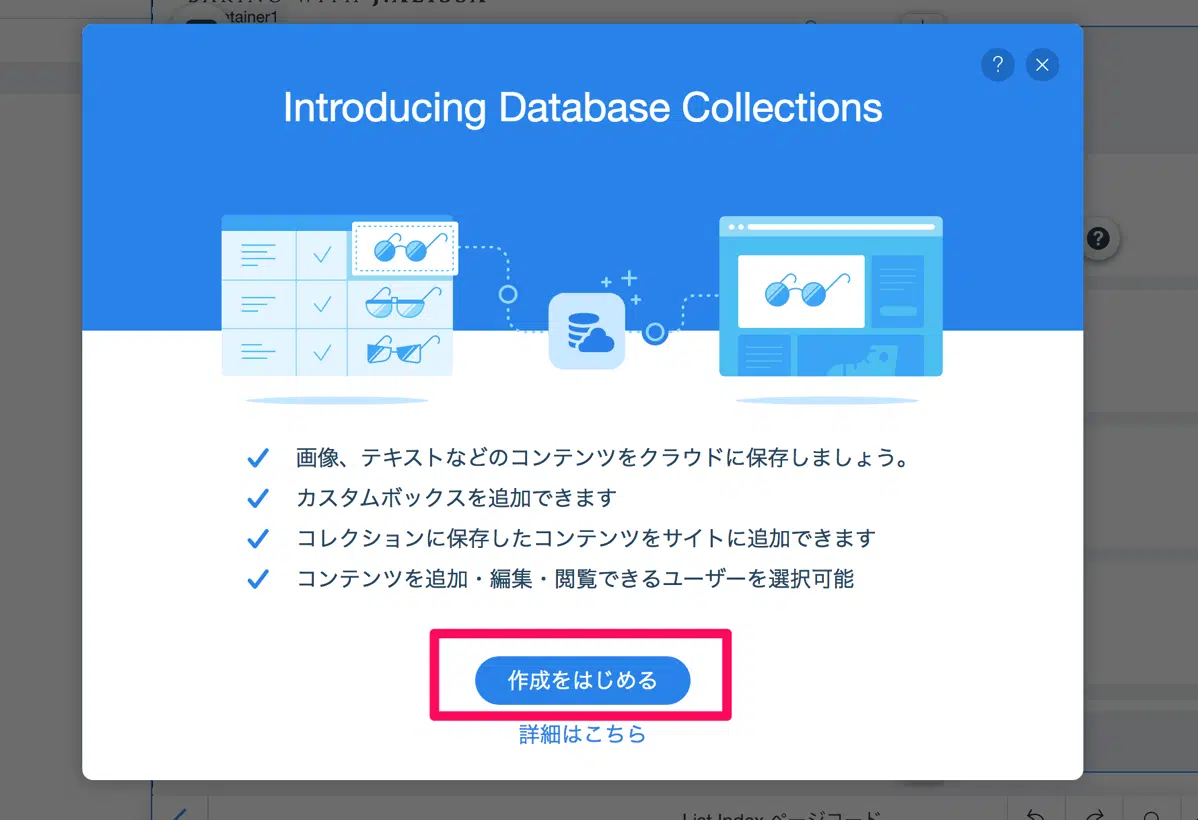 BAKING WITH J.ALISSA
tainer1
Introducing Database Collections
?
?
画像、テキストなどのコンテンツをクラウドに保存しましょう。
カスタムボックスを追加できます
コレクションに保存したコンテンツをサイトに追加できます
コンテンツを追加・編集・閲覧できるユーザーを選択可能
作成をはじめる
詳細はこちら
List Index ページコード